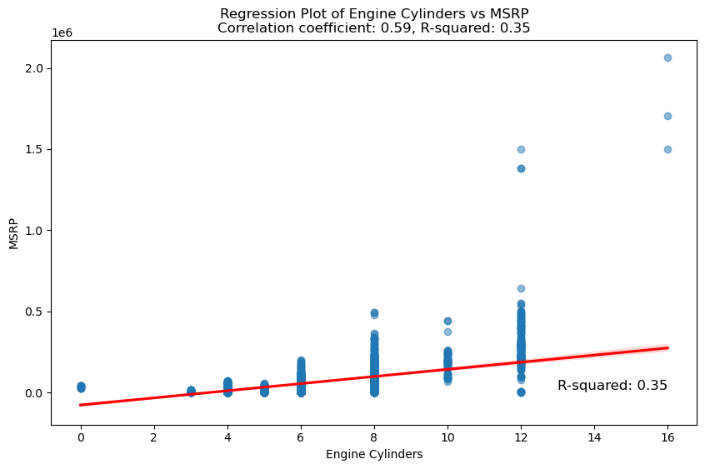 Regression Plot of Engine Cylinders vs MSRP
Correlation coefficient: 0.59, R-squared: 0.35
1e6
2.0
1.5
1.0
0.5
0.0
MSRP
R-squared: 0.35
0 2 4 6 8 10 12 14 16
Engine Cylinders